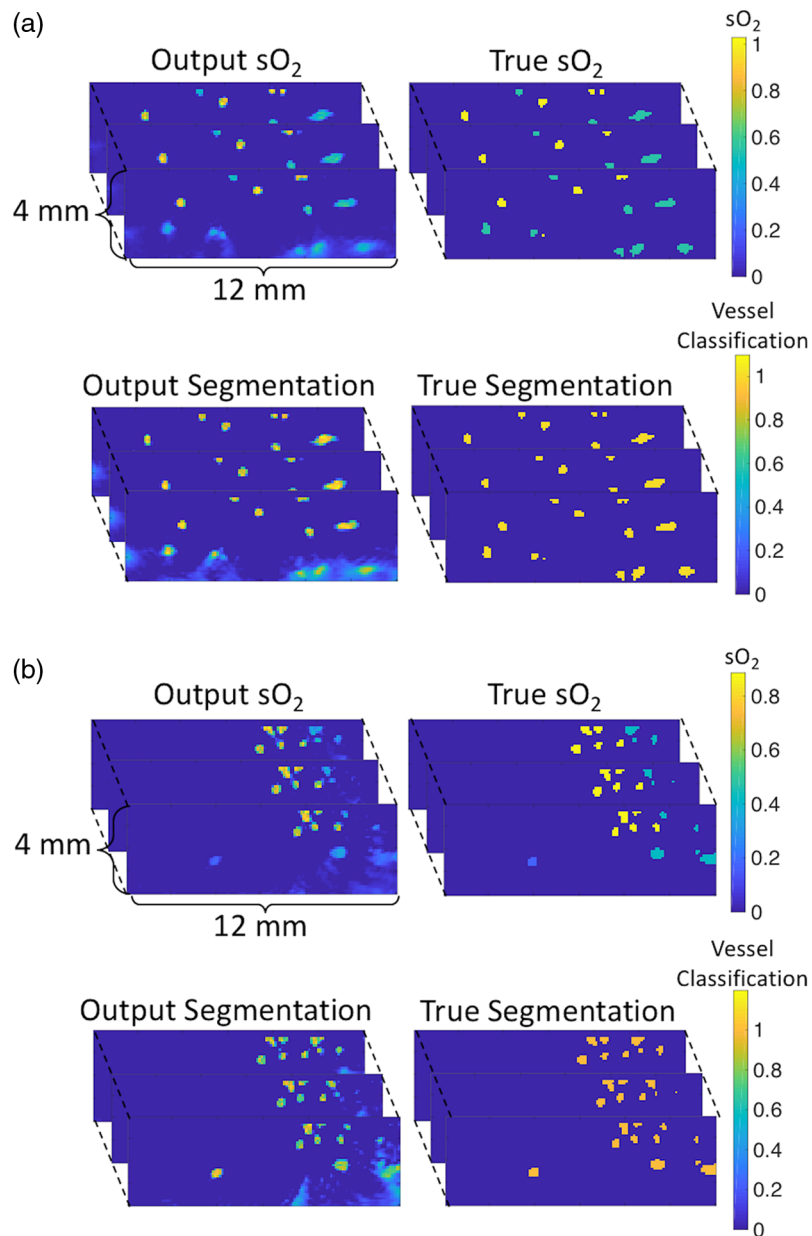 (a)
Output sO₂
True sO₂
sO₂
1
0.8
0.6
0.4
0.2
0
4 mm
12 mm
Vessel
Classification
Output Segmentation
True Segmentation
1
0.8
0.6
0.4
0.2
0
(b)
Output sO₂
True sO₂
sO₂
0.8
0.6
0.4
0.2
0
4 mm
12 mm
Vessel
Classification
Output Segmentation
True Segmentation
1
0.8
0.6
0.4
0.2
0